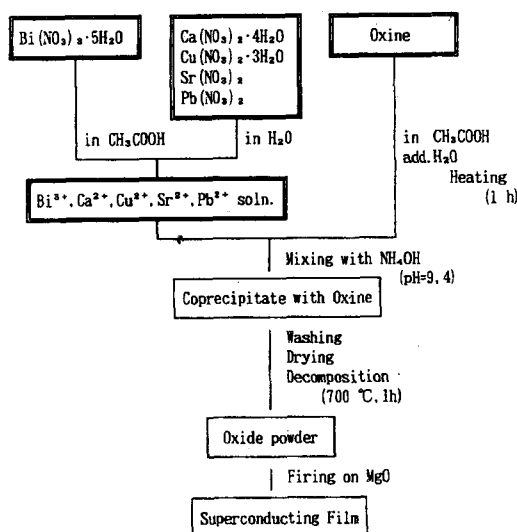 Bi(NO₃)₃·5H₂O
Ca(NO₃)₂·4H₂O
Cu(NO₃)₂·3H₂O
Sr(NO₃)₂
Pb(NO₃)₂
Oxine
in CH₃COOH
in H₂O
in CH₃COOH
add.H₂O
Heating
(1 h)
Bi³⁺,Ca²⁺,Cu²⁺,Sr²⁺,Pb²⁺ soln.
Mixing with NH₄OH
(pH=9,4)
Coprecipitate with Oxine
Washing
Drying
Decomposition
(700 ℃,1h)
Oxide powder
Firing on MgO
Superconducting Film